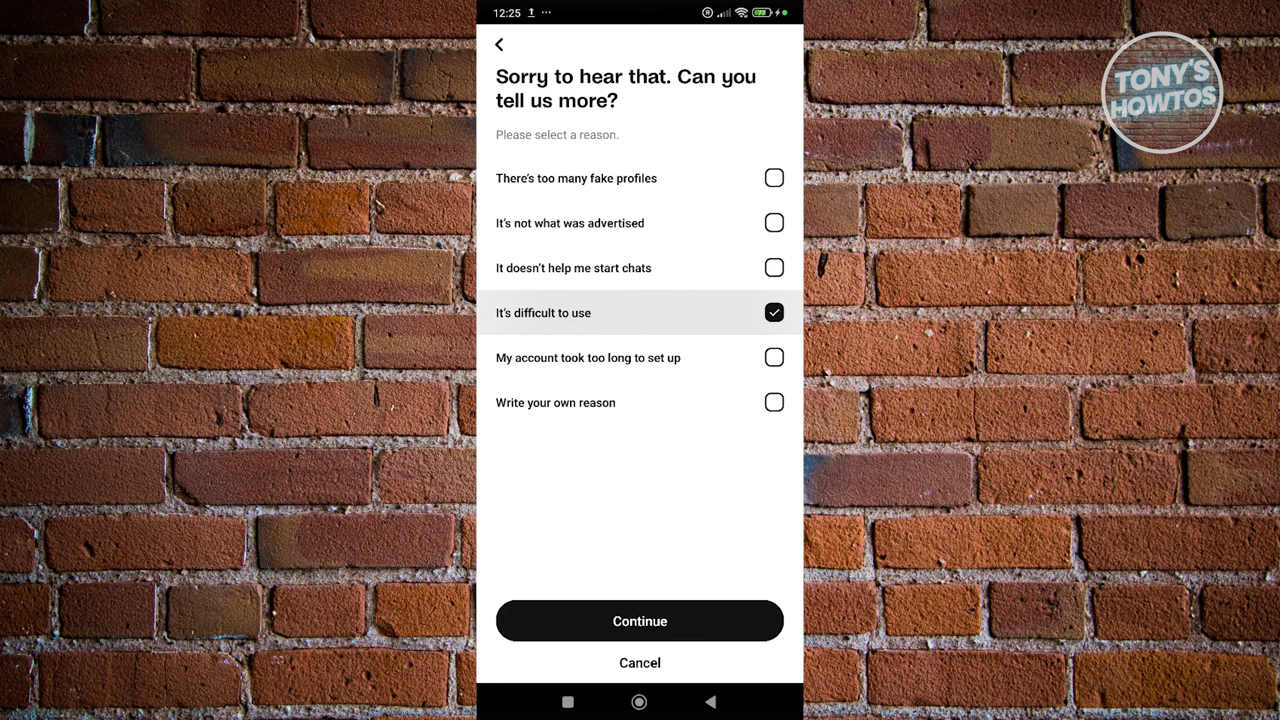 12:25
TONY'S
HOWTOS
Sorry to hear that. Can you
tell us more?
Please select a reason.
There's too many fake profiles
It's not what was advertised
It doesn't help me start chats
It's difficult to use
My account took too long to set up
Write your own reason
Continue
Cancel